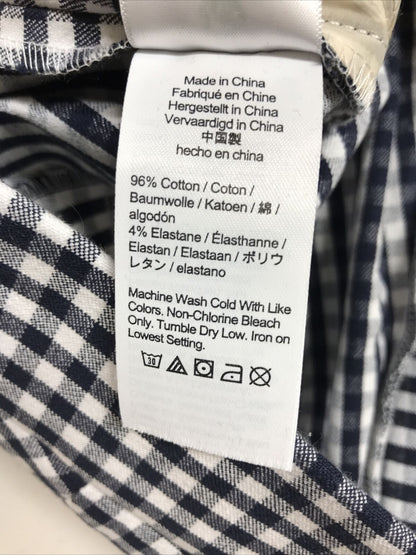 Made in China
Fabriqué en Chine
Hergestellt in China
Vervaardigd in China
中国製
hecho en china
96% Cotton / Coton /
Baumwolle / Katoen / 綿 /
algodón
4% Elastane / Élasthanne /
Elastan / Elastaan / ポリウ
レタン / elastano
Machine Wash Cold With Like
Colors. Non-Chlorine Bleach
Only. Tumble Dry Low. Iron on
Lowest Setting.
30